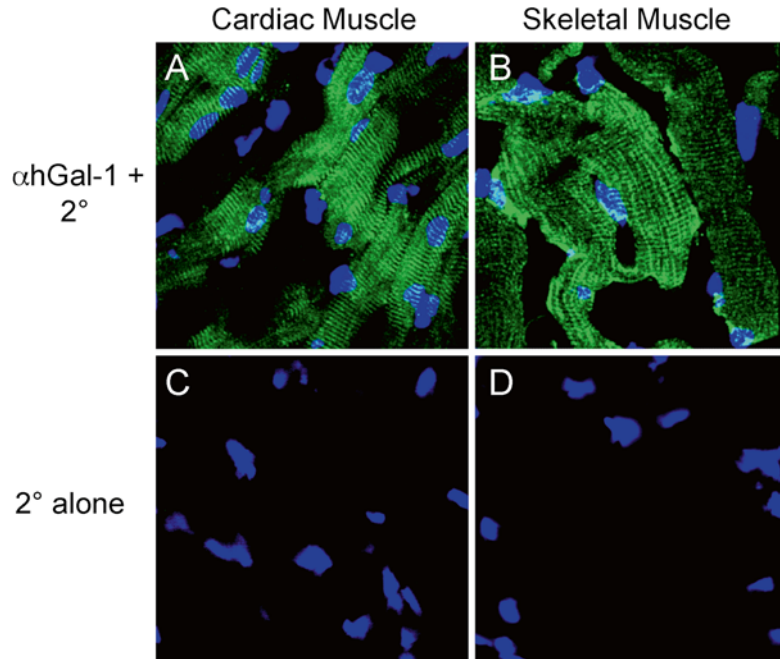 Cardiac Muscle
Skeletal Muscle
A
B
αhGal-1 +
2°
C
D
2° alone